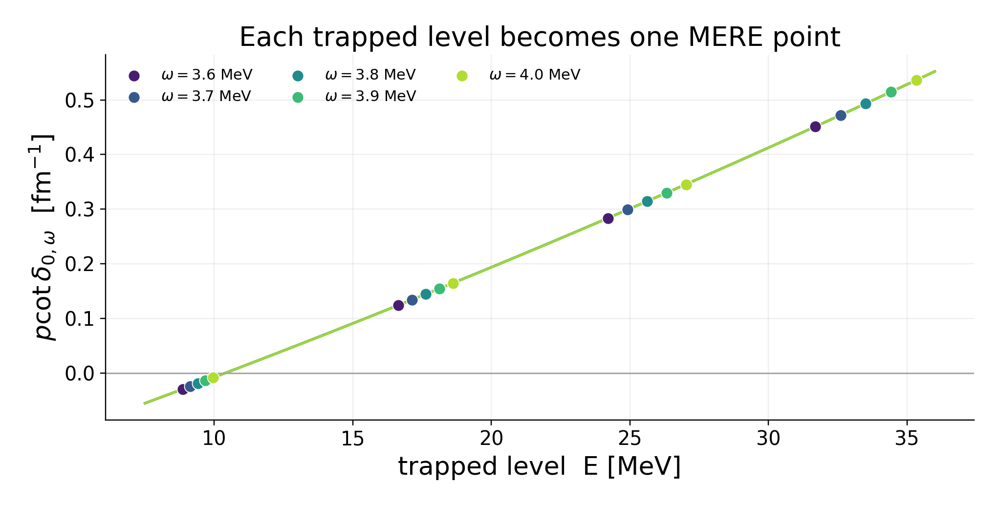 Each trapped level becomes one MERE point
ω = 3.6 MeV
ω = 3.7 MeV
ω = 3.8 MeV
ω = 3.9 MeV
ω = 4.0 MeV
p cot δ₀,ω [fm⁻¹]
0.5
0.4
0.3
0.2
0.1
0.0
10 15 20 25 30 35
trapped level E [MeV]